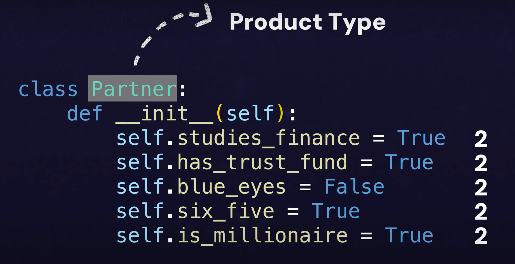 Product Type
class Partner:
def __init__(self):
self.studies_finance = True 2
self.has_trust_fund = True 2
self.blue_eyes = False 2
self.six_five = True 2
self.is_millionaire = True 2